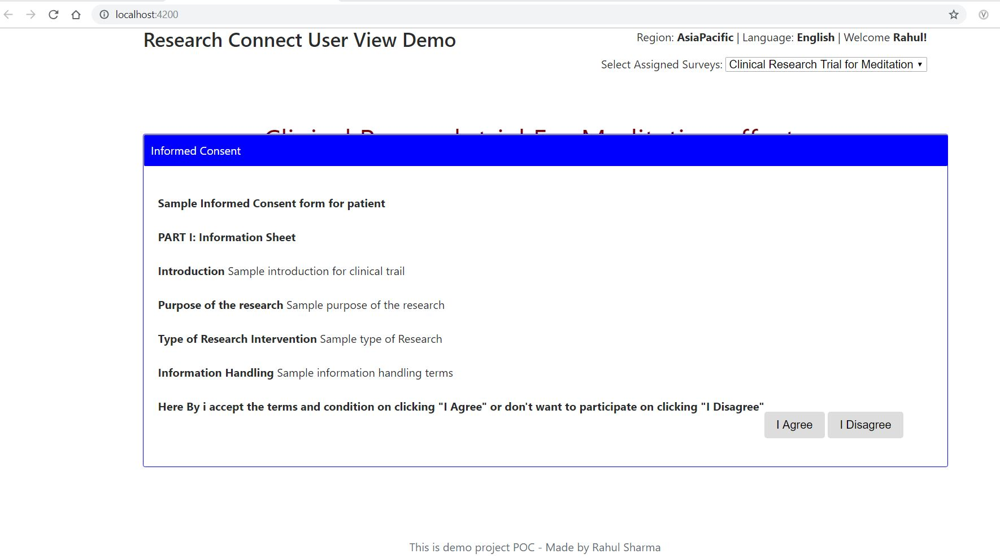 localhost:4200
Research Connect User View Demo
Region: AsiaPacific | Language: English | Welcome Rahul!
Select Assigned Surveys: Clinical Research Trial for Meditation
Informed Consent
Sample Informed Consent form for patient
PART I: Information Sheet
Introduction Sample introduction for clinical trail
Purpose of the research Sample purpose of the research
Type of Research Intervention Sample type of Research
Information Handling Sample information handling terms
Here By i accept the terms and condition on clicking "I Agree" or don't want to participate on clicking "I Disagree"
I Agree I Disagree
This is demo project POC - Made by Rahul Sharma